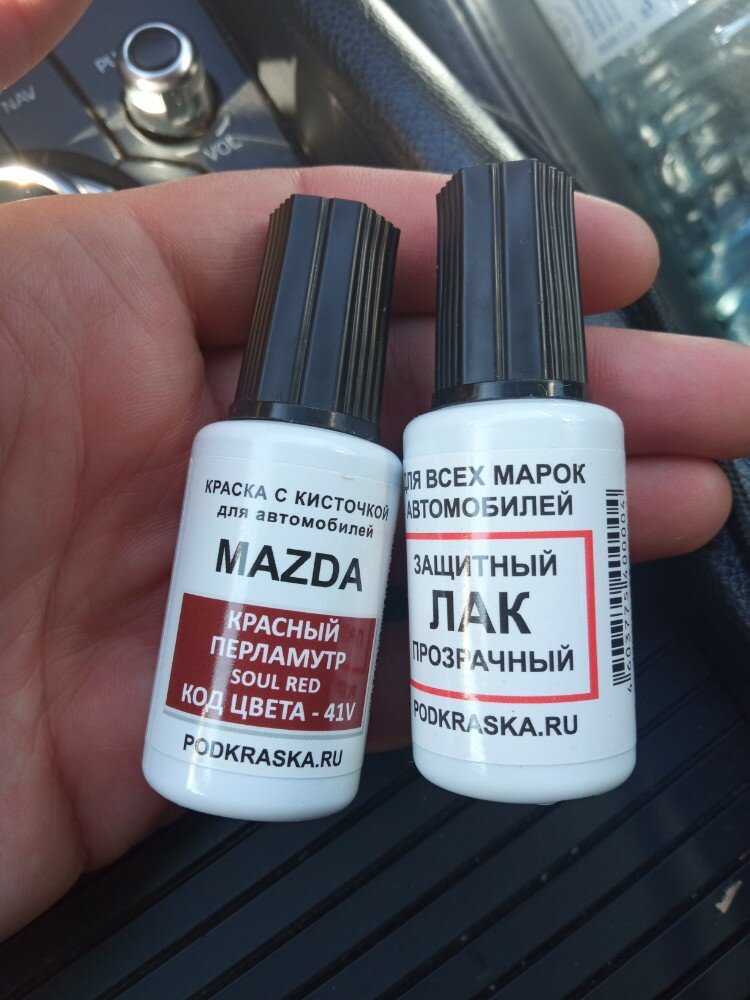 NAV
VOL
КРАСКА С КИСТОЧКОЙ
для автомобилей
MAZDA
КРАСНЫЙ
ПЕРЛАМУТР
SOUL RED
КОД ЦВЕТА - 41V
PODKRASKA.RU
ДЛЯ ВСЕХ МАРОК
АВТОМОБИЛЕЙ
ЗАЩИТНЫЙ
ЛАК
ПРОЗРАЧНЫЙ
PODKRASKA.RU